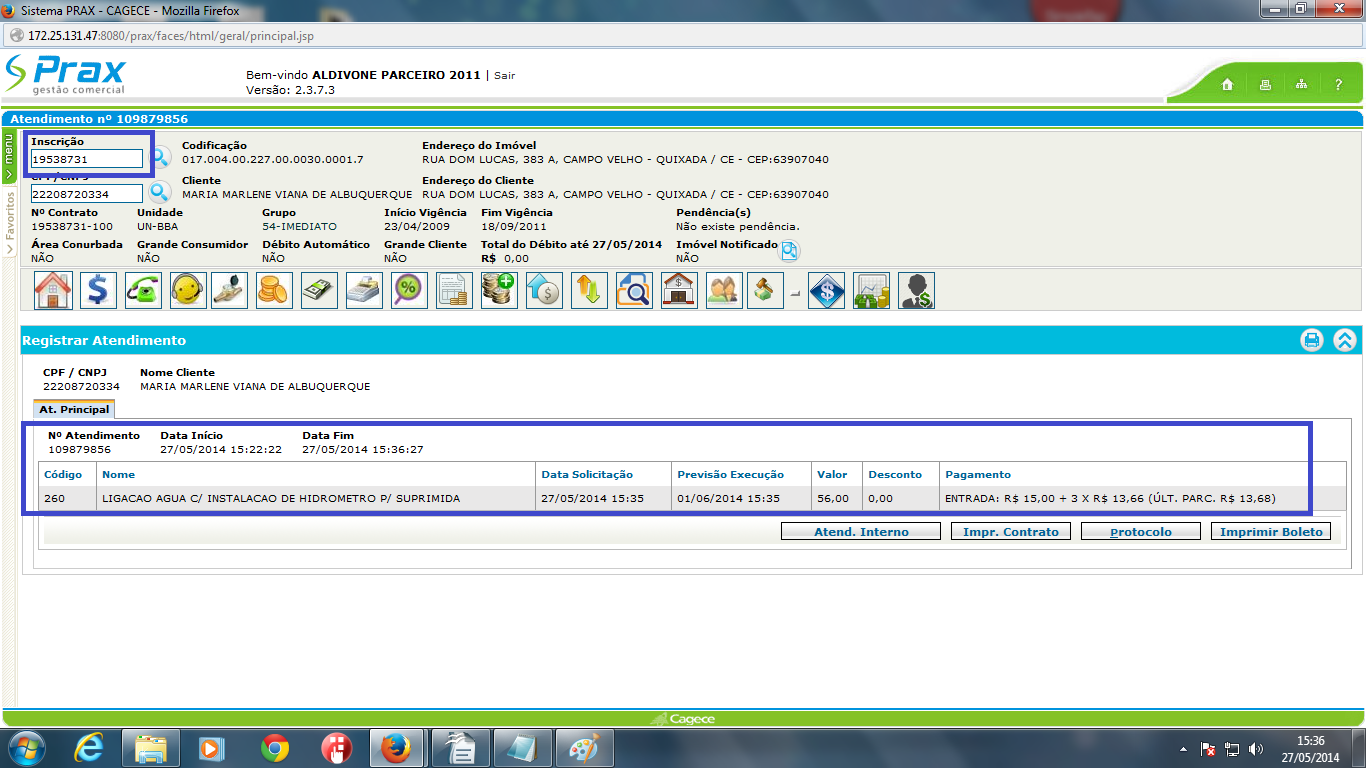 Sistema PRAX - CAGECE - Mozilla Firefox
172.25.131.47:8080/prax/faces/html/geral/principal.jsp
Prax
gestão comercial
Bem-vindo ALDIVONE PARCEIRO 2011 | Sair
Versão: 2.3.7.3
?
Atendimento nº 109879856
menu
Favoritos
Inscrição Codificação Endereço do Imóvel
19538731 017.004.00.227.00.0030.0001.7 RUA DOM LUCAS, 383 A, CAMPO VELHO - QUIXADA / CE - CEP:63907040
CPF/CNPJ Cliente Endereço do Cliente
22208720334 MARIA MARLENE VIANA DE ALBUQUERQUE RUA DOM LUCAS, 383 A, CAMPO VELHO - QUIXADA / CE - CEP:63907040
Nº Contrato Unidade Grupo Início Vigência Fim Vigência Pendência(s)
19538731-100 UN-BBA 54-IMEDIATO 23/04/2009 18/09/2011 Não existe pendência.
Área Conurbada Grande Consumidor Débito Automático Grande Cliente Total do Débito até 27/05/2014 Imóvel Notificado
NÃO NÃO NÃO NÃO R$ 0,00 NÃO
Registrar Atendimento
CPF / CNPJ Nome Cliente
22208720334 MARIA MARLENE VIANA DE ALBUQUERQUE
At. Principal
Nº Atendimento Data Início Data Fim
109879856 27/05/2014 15:22:22 27/05/2014 15:36:27
Código Nome Data Solicitação Previsão Execução Valor Desconto Pagamento
260 LIGACAO AGUA C/ INSTALACAO DE HIDROMETRO P/ SUPRIMIDA 27/05/2014 15:35 01/06/2014 15:35 56,00 0,00 ENTRADA: R$ 15,00 + 3 X R$ 13,66 (ÚLT. PARC. R$ 13,68)
Atend. Interno Impr. Contrato Protocolo Imprimir Boleto
Cagece
15:36
27/05/2014